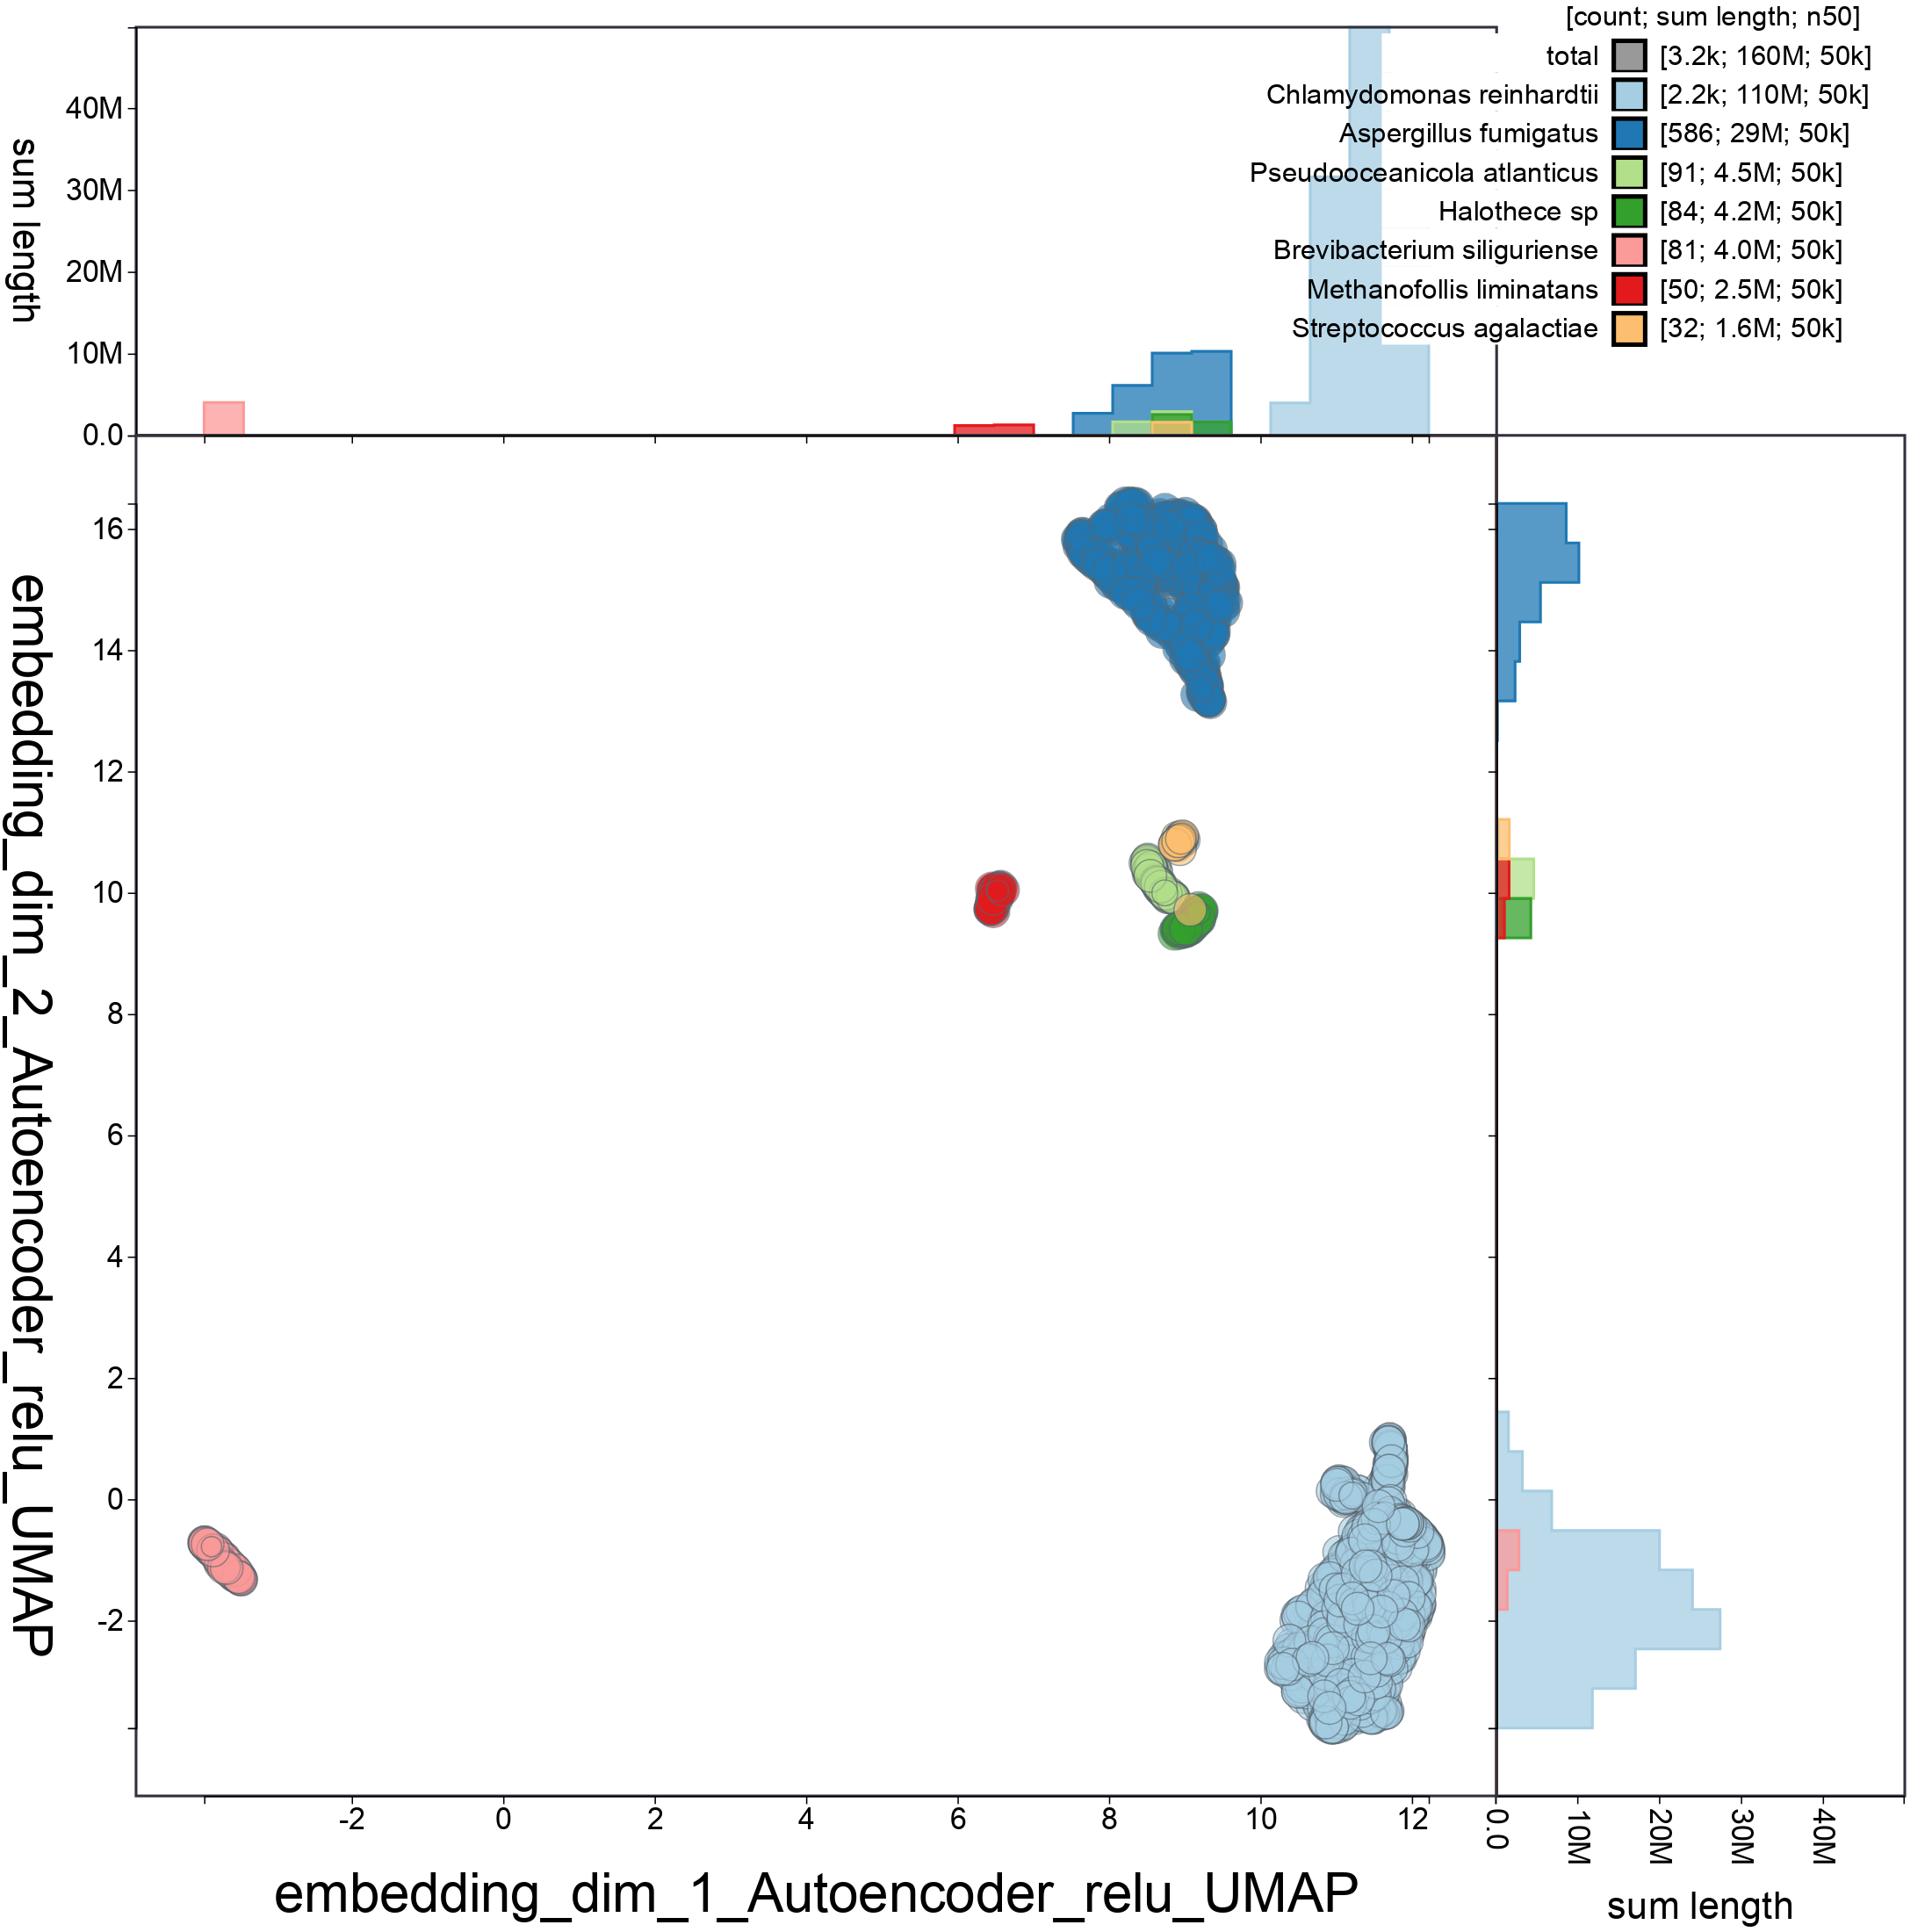 [count; sum length; n50]
total [3.2k; 160M; 50k]
Chlamydomonas reinhardtii [2.2k; 110M; 50k]
Aspergillus fumigatus [586; 29M; 50k]
Pseudooceanicola atlanticus [91; 4.5M; 50k]
Halothece sp [84; 4.2M; 50k]
Brevibacterium siliguriense [81; 4.0M; 50k]
Methanofollis liminatans [50; 2.5M; 50k]
Streptococcus agalactiae [32; 1.6M; 50k]
sum length
40M
30M
20M
10M
0.0
embedding_dim_2_Autoencoder_relu_UMAP
16
14
12
10
8
6
4
2
0
-2
-2 0 2 4 6 8 10 12
embedding_dim_1_Autoencoder_relu_UMAP
0.0 10M 20M 30M 40M
sum length